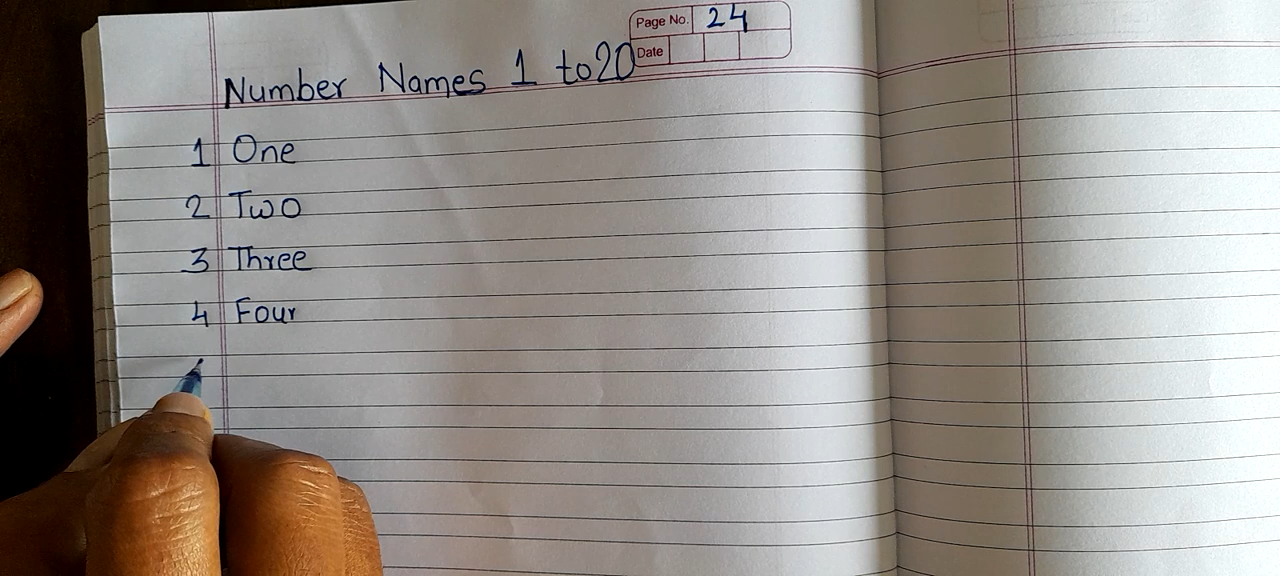 Page No. 24
Date
Number Names 1 to 20
1 One
2 Two
3 Three
4 Four